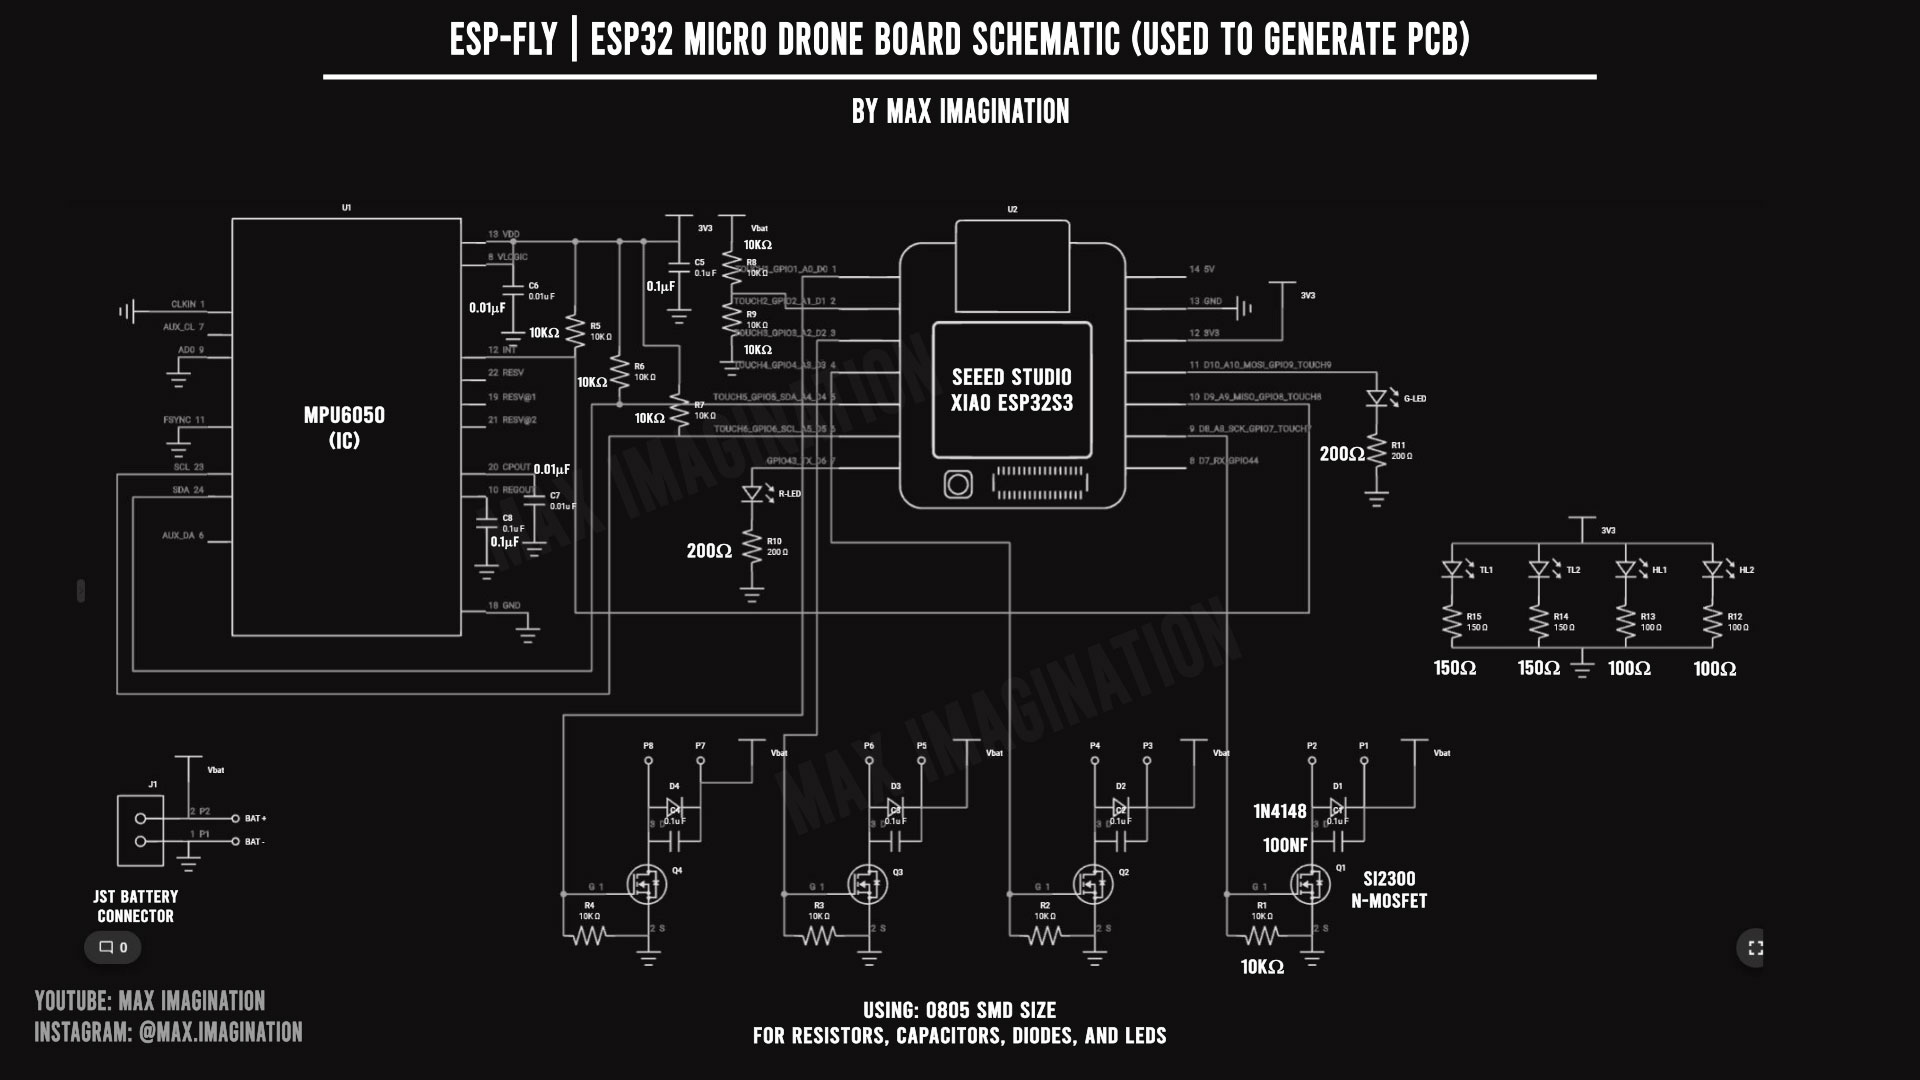 ESP-FLY | ESP32 MICRO DRONE BOARD SCHEMATIC (USED TO GENERATE PCB)
BY MAX IMAGINATION
U1
CLKIN 1
AUX_CL 7
AD0 9
FSYNC 11
SCL 23
SDA 24
AUX_DA 6
MPU6050
(IC)
13 VDD
8 VLOGIC
12 INT
22 RESV
19 RESV@1
21 RESV@2
20 CPOUT
10 REGOUT
18 GND
C6
0.01uF
0.01μF
10KΩ
R5
10KΩ
R6
10KΩ
10KΩ
R7
10KΩ
10KΩ
0.01μF
C7
0.01uF
C8
0.1uF
0.1μF
3V3
C5
0.1uF
0.1μF
Vbat
10KΩ
R8
10KΩ
R9
10KΩ
10KΩ
U2
TOUCH1_GPIO1_A0_D0 1
TOUCH2_GPIO2_A1_D1 2
TOUCH3_GPIO3_A2_D2 3
TOUCH4_GPIO4_A3_D3 4
TOUCH5_GPIO5_SDA_A4_D4 5
TOUCH6_GPIO6_SCL_A5_D5 6
GPIO43_TX_D6 7
SEEED STUDIO
XIAO ESP32S3
14 5V
13 GND
12 3V3
11 D10_A10_MOSI_GPIO9_TOUCH9
10 D9_A9_MISO_GPIO8_TOUCH8
9 D8_A8_SCK_GPIO7_TOUCH7
8 D7_RX_GPIO44
3V3
G-LED
200Ω
R11
200Ω
R-LED
200Ω
R10
200Ω
3V3
TL1
TL2
HL1
HL2
R15
150Ω
R14
150Ω
R13
100Ω
R12
100Ω
150Ω
150Ω
100Ω
100Ω
MAX IMAGINATION
MAX IMAGINATION
J1
Vbat
2 P2
BAT+
1 P1
BAT-
JST BATTERY
CONNECTOR
0
P8
P7
Vbat
D4
C4
0.1uF
3 D
Q4
G 1
R4
10KΩ
2 S
P6
P5
Vbat
D3
C3
0.1uF
3 D
Q3
G 1
R3
10KΩ
2 S
P4
P3
Vbat
D2
C2
0.1uF
3 D
Q2
G 1
R2
10KΩ
2 S
P2
P1
Vbat
1N4148
D1
C1
0.1uF
3 D
100NF
Q1
SI2300
N-MOSFET
G 1
R1
10KΩ
2 S
10KΩ
YOUTUBE: MAX IMAGINATION
INSTAGRAM: @MAX.IMAGINATION
USING: 0805 SMD SIZE
FOR RESISTORS, CAPACITORS, DIODES, AND LEDS